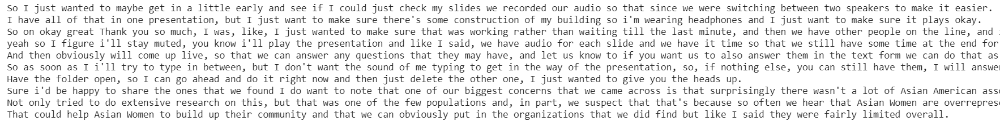 So I just wanted to maybe get in a little early and see if I could just check my slides we recorded our audio so that since we were switching between two speakers to make it easier.
I have all of that in one presentation, but I just want to make sure there's some construction of my building so i'm wearing headphones and I just want to make sure it plays okay.
So on okay great Thank you so much, I was, like, I just wanted to make sure that was working rather than waiting till the last minute, and then we have other people on the line, and
yeah so I figure i'll stay muted, you know i'll play the presentation and like I said, we have audio for each slide and we have it time so that we still have some time at the end for
And then obviously will come up live, so that we can answer any questions that they may have, and let us know to if you want us to also answer them in the text form we can do that as
So as soon as I i'll try to type in between, but I don't want the sound of me typing to get in the way of the presentation, so, if nothing else, you can still have them, I will
Have the folder open, so I can go ahead and do it right now and then just delete the other one, I just wanted to give you the heads up.
Sure i'd be happy to share the ones that we found I do want to note that one of our biggest concerns that we came across is that surprisingly there wasn't a lot of Asian American
Not only tried to do extensive research on this, but that was one of the few populations and, in part, we suspect that that's because so often we hear that Asian Women are
That could help Asian Women to build up their community and that we can obviously put in the organizations that we did find but like I said they were fairly limited overall.